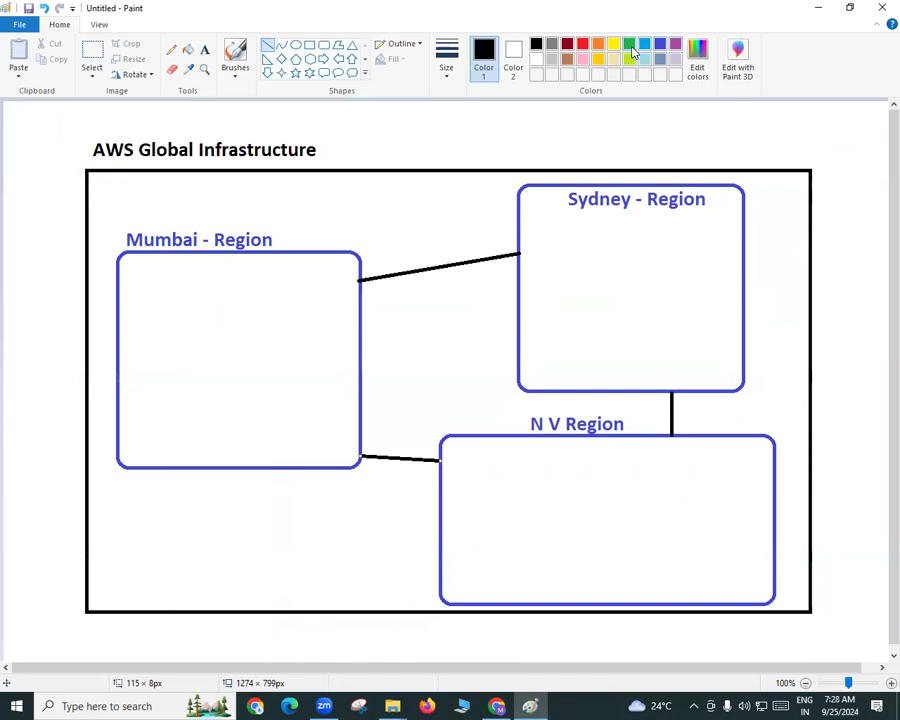 Untitled - Paint
File
Home
View
Paste
Cut
Copy
Clipboard
Select
Crop
Resize
Rotate
Image
A
Tools
Brushes
Outline
Fill
Shapes
Size
Color 1
Color 2
Edit colors
Colors
Edit with Paint 3D
AWS Global Infrastructure
Sydney - Region
Mumbai - Region
N V Region
115 × 8px
1274 × 799px
100%
Type here to search
24°C
ENG
IN
7:28 AM
9/25/2024